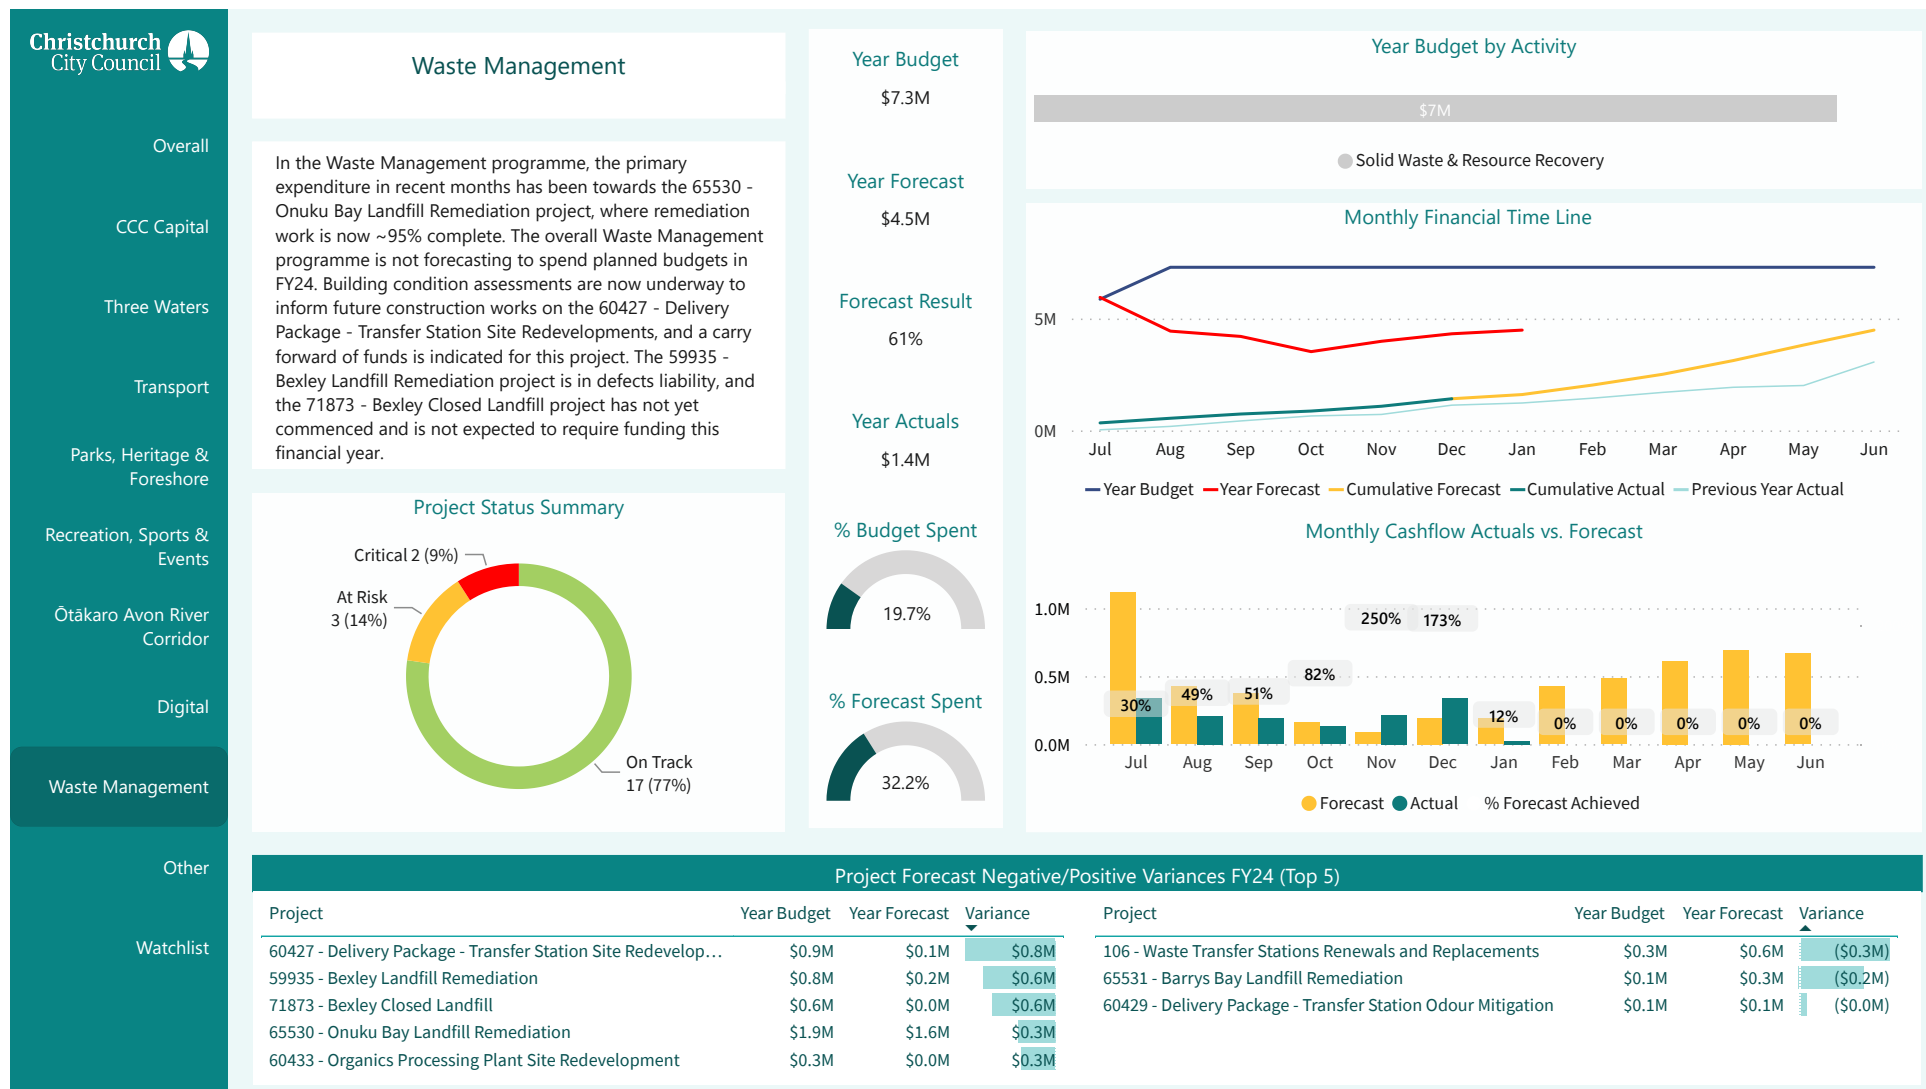 Christchurch
City Council
Overall
CCC Capital
Three Waters
Transport
Parks, Heritage &
Foreshore
Recreation, Sports &
Events
Ōtākaro Avon River
Corridor
Digital
Waste Management
Other
Watchlist
Waste Management
In the Waste Management programme, the primary
expenditure in recent months has been towards the 65530 -
Onuku Bay Landfill Remediation project, where remediation
work is now ~95% complete. The overall Waste Management
programme is not forecasting to spend planned budgets in
FY24. Building condition assessments are now underway to
inform future construction works on the 60427 - Delivery
Package - Transfer Station Site Redevelopments, and a carry
forward of funds is indicated for this project. The 59935 -
Bexley Landfill Remediation project is in defects liability, and
the 71873 - Bexley Closed Landfill project has not yet
commenced and is not expected to require funding this
financial year.
Project Status Summary
Critical 2 (9%)
At Risk
3 (14%)
On Track
17 (77%)
Year Budget
$7.3M
Year Forecast
$4.5M
Forecast Result
61%
Year Actuals
$1.4M
% Budget Spent
19.7%
% Forecast Spent
32.2%
Year Budget by Activity
$7M
Solid Waste & Resource Recovery
Monthly Financial Time Line
5M
0M
Jul Aug Sep Oct Nov Dec Jan Feb Mar Apr May Jun
Year Budget Year Forecast Cumulative Forecast Cumulative Actual Previous Year Actual
Monthly Cashflow Actuals vs. Forecast
1.0M
0.5M
0.0M
30% 49% 51% 82% 250% 173% 12% 0% 0% 0% 0% 0%
Jul Aug Sep Oct Nov Dec Jan Feb Mar Apr May Jun
Forecast Actual % Forecast Achieved
Project Forecast Negative/Positive Variances FY24 (Top 5)
Project Year Budget Year Forecast Variance
60427 - Delivery Package - Transfer Station Site Redevelop... $0.9M $0.1M $0.8M
59935 - Bexley Landfill Remediation $0.8M $0.2M $0.6M
71873 - Bexley Closed Landfill $0.6M $0.0M $0.6M
65530 - Onuku Bay Landfill Remediation $1.9M $1.6M $0.3M
60433 - Organics Processing Plant Site Redevelopment $0.3M $0.0M $0.3M
Project Year Budget Year Forecast Variance
106 - Waste Transfer Stations Renewals and Replacements $0.3M $0.6M ($0.3M)
65531 - Barrys Bay Landfill Remediation $0.1M $0.3M ($0.2M)
60429 - Delivery Package - Transfer Station Odour Mitigation $0.1M $0.1M ($0.0M)